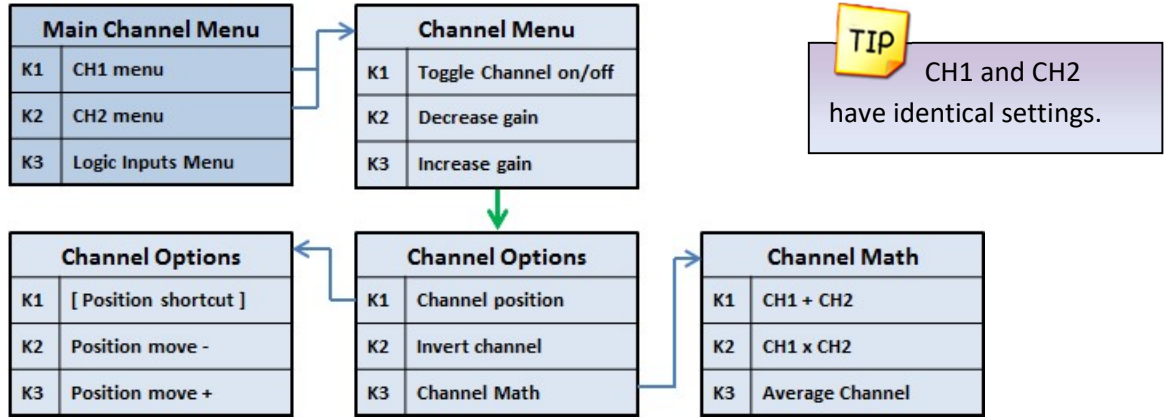 Main Channel Menu
K1 CH1 menu
K2 CH2 menu
K3 Logic Inputs Menu
Channel Menu
K1 Toggle Channel on/off
K2 Decrease gain
K3 Increase gain
TIP
CH1 and CH2
have identical settings.
Channel Options
K1 [ Position shortcut ]
K2 Position move -
K3 Position move +
Channel Options
K1 Channel position
K2 Invert channel
K3 Channel Math
Channel Math
K1 CH1 + CH2
K2 CH1 x CH2
K3 Average Channel